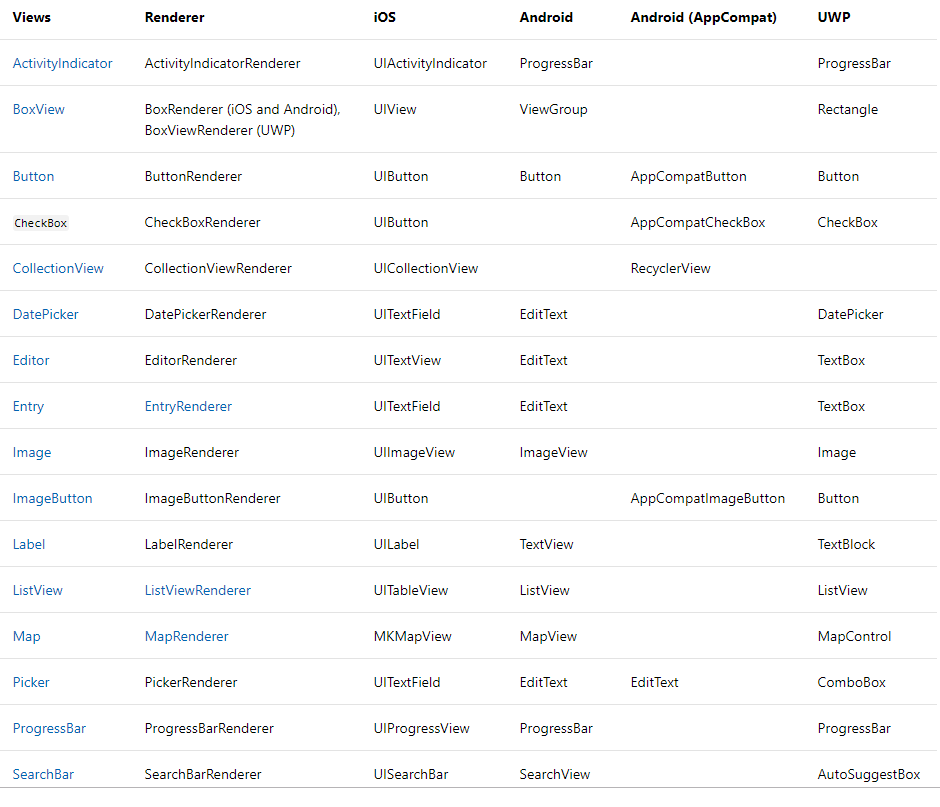 Views Renderer iOS Android Android (AppCompat) UWP
ActivityIndicator ActivityIndicatorRenderer UIActivityIndicator ProgressBar ProgressBar
BoxView BoxRenderer (iOS and Android), UIView ViewGroup Rectangle
BoxViewRenderer (UWP)
Button ButtonRenderer UIButton Button AppCompatButton Button
CheckBox CheckBoxRenderer UIButton AppCompatCheckBox CheckBox
CollectionView CollectionViewRenderer UICollectionView RecyclerView
DatePicker DatePickerRenderer UITextField EditText DatePicker
Editor EditorRenderer UITextView EditText TextBox
Entry EntryRenderer UITextField EditText TextBox
Image ImageRenderer UIImageView ImageView Image
ImageButton ImageButtonRenderer UIButton AppCompatImageButton Button
Label LabelRenderer UILabel TextView TextBlock
ListView ListViewRenderer UITableView ListView ListView
Map MapRenderer MKMapView MapView MapControl
Picker PickerRenderer UITextField EditText EditText ComboBox
ProgressBar ProgressBarRenderer UIProgressView ProgressBar ProgressBar
SearchBar SearchBarRenderer UISearchBar SearchView AutoSuggestBox